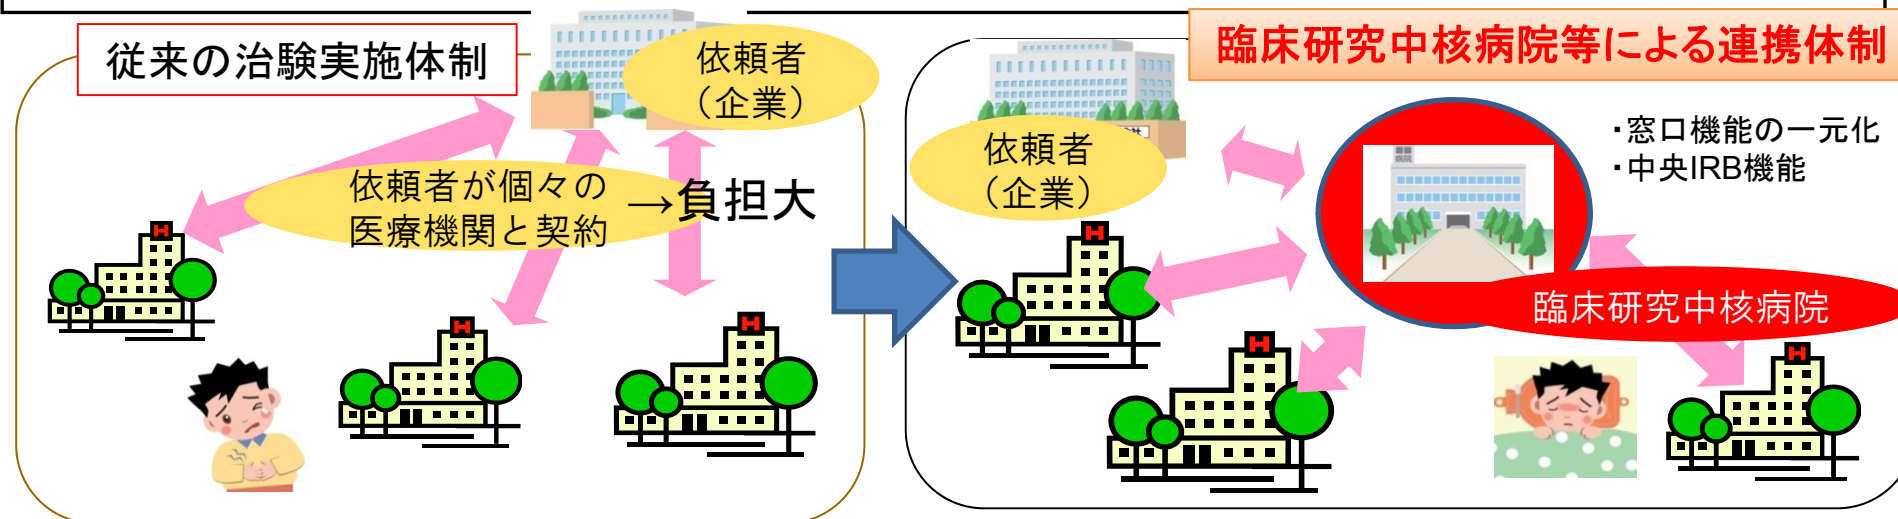 従来の治験実施体制
依頼者
（企業）
依頼者が個々の
医療機関と契約
→負担大
臨床研究中核病院等による連携体制
依頼者
（企業）
・窓口機能の一元化
・中央IRB機能
病院
臨床研究中核病院
H
H
H
H
H
H